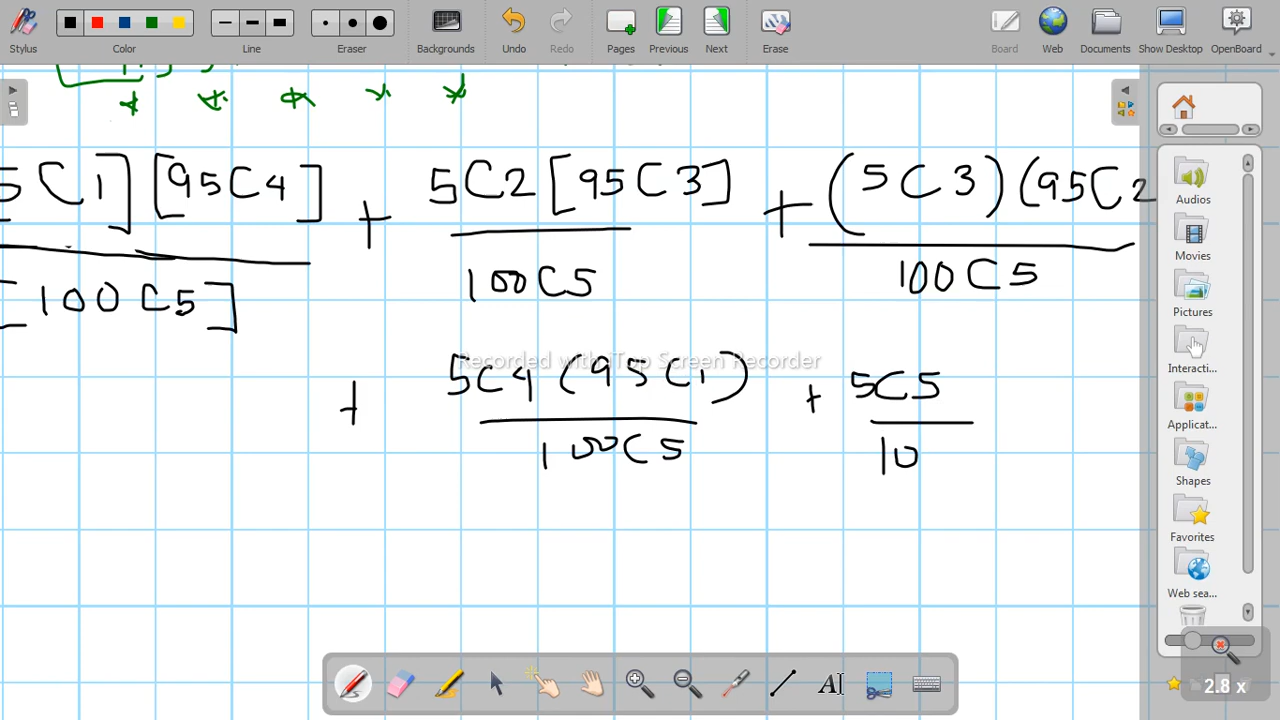 Stylus Color Line Eraser Backgrounds Undo Redo Pages Previous Next Erase Board Web Documents Show Desktop OpenBoard
5C1] [95C4] + 5C2 [95C3] + (5C3) (95C2
[100C5] 100C5 100C5
Recorded with iTop Screen Recorder
+ 5C4 (95C1) + 5C5
100C5 10
Audios
Movies
Pictures
Interacti...
Applicat...
Shapes
Favorites
Web sea...
2.8 x
AI